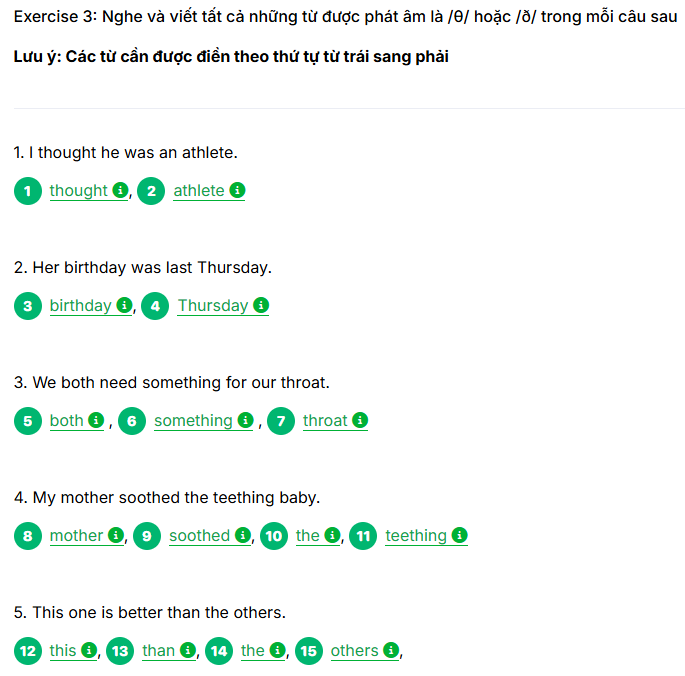 Exercise 3: Nghe và viết tất cả những từ được phát âm là /θ/ hoặc /ð/ trong mỗi câu sau
Lưu ý: Các từ cần được điền theo thứ tự từ trái sang phải
1. I thought he was an athlete.
1 thought i, 2 athlete i
2. Her birthday was last Thursday.
3 birthday i, 4 Thursday i
3. We both need something for our throat.
5 both i , 6 something i , 7 throat i
4. My mother soothed the teething baby.
8 mother i, 9 soothed i, 10 the i, 11 teething i
5. This one is better than the others.
12 this i, 13 than i, 14 the i, 15 others i,